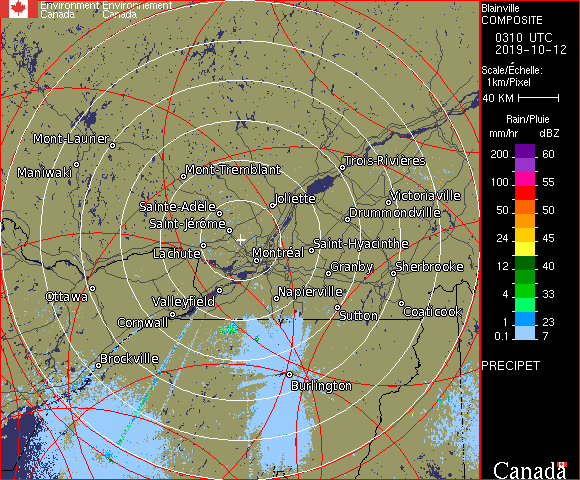 Environment Environnement
Canada Canada
Blainville
COMPOSITE
0310 UTC
2019-10-12
Scale/Échelle:
1km/Pixel
40 KM
Rain/Pluie
mm/hr dBZ
200 60
100 55
50 50
24 45
12 40
4 33
1 23
0.1 7
PRECIPET
Canada
Mont-Laurier
Maniwaki
Mont-Tremblant
Trois-Rivières
Joliette
Victoriaville
Sainte-Adèle
Drummondville
Saint-Jérôme
Lachute
Montréal
Saint-Hyacinthe
Granby
Sherbrooke
Ottawa
Valleyfield
Napierville
Cornwall
Sutton
Coaticook
Brockville
Burlington